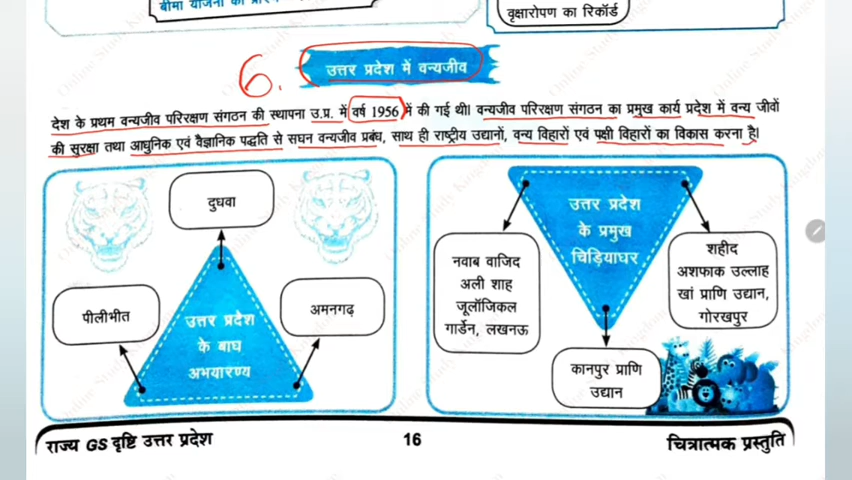 वृक्षारोपण का रिकॉर्ड
6.
उत्तर प्रदेश में वन्यजीव
देश के प्रथम वन्यजीव परिरक्षण संगठन की स्थापना उ.प्र. में वर्ष 1956 में की गई थी। वन्यजीव परिरक्षण संगठन का प्रमुख कार्य प्रदेश में वन्य जीवों
की सुरक्षा तथा आधुनिक एवं वैज्ञानिक पद्धति से सघन वन्यजीव प्रबंध, साथ ही राष्ट्रीय उद्यानों, वन्य विहारों एवं पक्षी विहारों का विकास करना है।
दुधवा
पीलीभीत
अमनगढ़
उत्तर प्रदेश
के बाघ
अभयारण्य
उत्तर प्रदेश
के प्रमुख
चिड़ियाघर
नवाब वाजिद
अली शाह
जूलॉजिकल
गार्डेन, लखनऊ
शहीद
अशफाक उल्लाह
खां प्राणि उद्यान,
गोरखपुर
कानपुर प्राणि
उद्यान
राज्य GS दृष्टि उत्तर प्रदेश
16
चित्रात्मक प्रस्तुति